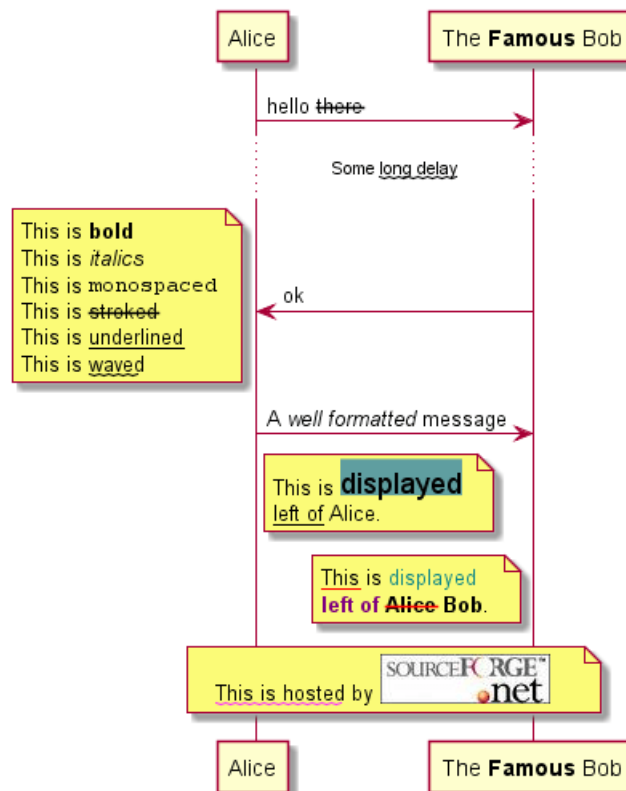 Alice
The Famous Bob
hello there
Some long delay
This is bold
This is italics
This is monospaced
This is stroked
This is underlined
This is waved
ok
A well formatted message
This is displayed
left of Alice.
This is displayed
left of Alice Bob.
This is hosted by SOURCEFORGE™
.net
Alice
The Famous Bob